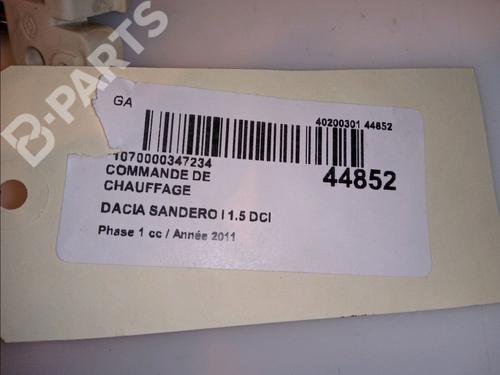 B-PARTS
GA
40200301 44852
1070000347234
44852
COMMANDE DE
CHAUFFAGE
DACIA SANDERO I 1.5 DCI
Phase 1 cc / Année 2011